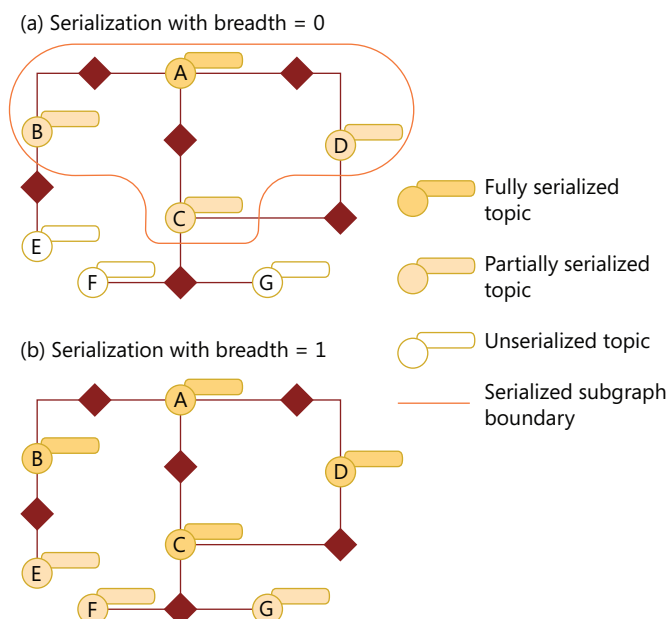 (a) Serialization with breadth = 0
A
B
D
C
E
F
G
Fully serialized
topic
Partially serialized
topic
Unserialized topic
Serialized subgraph
boundary
(b) Serialization with breadth = 1
A
B
D
C
E
F
G